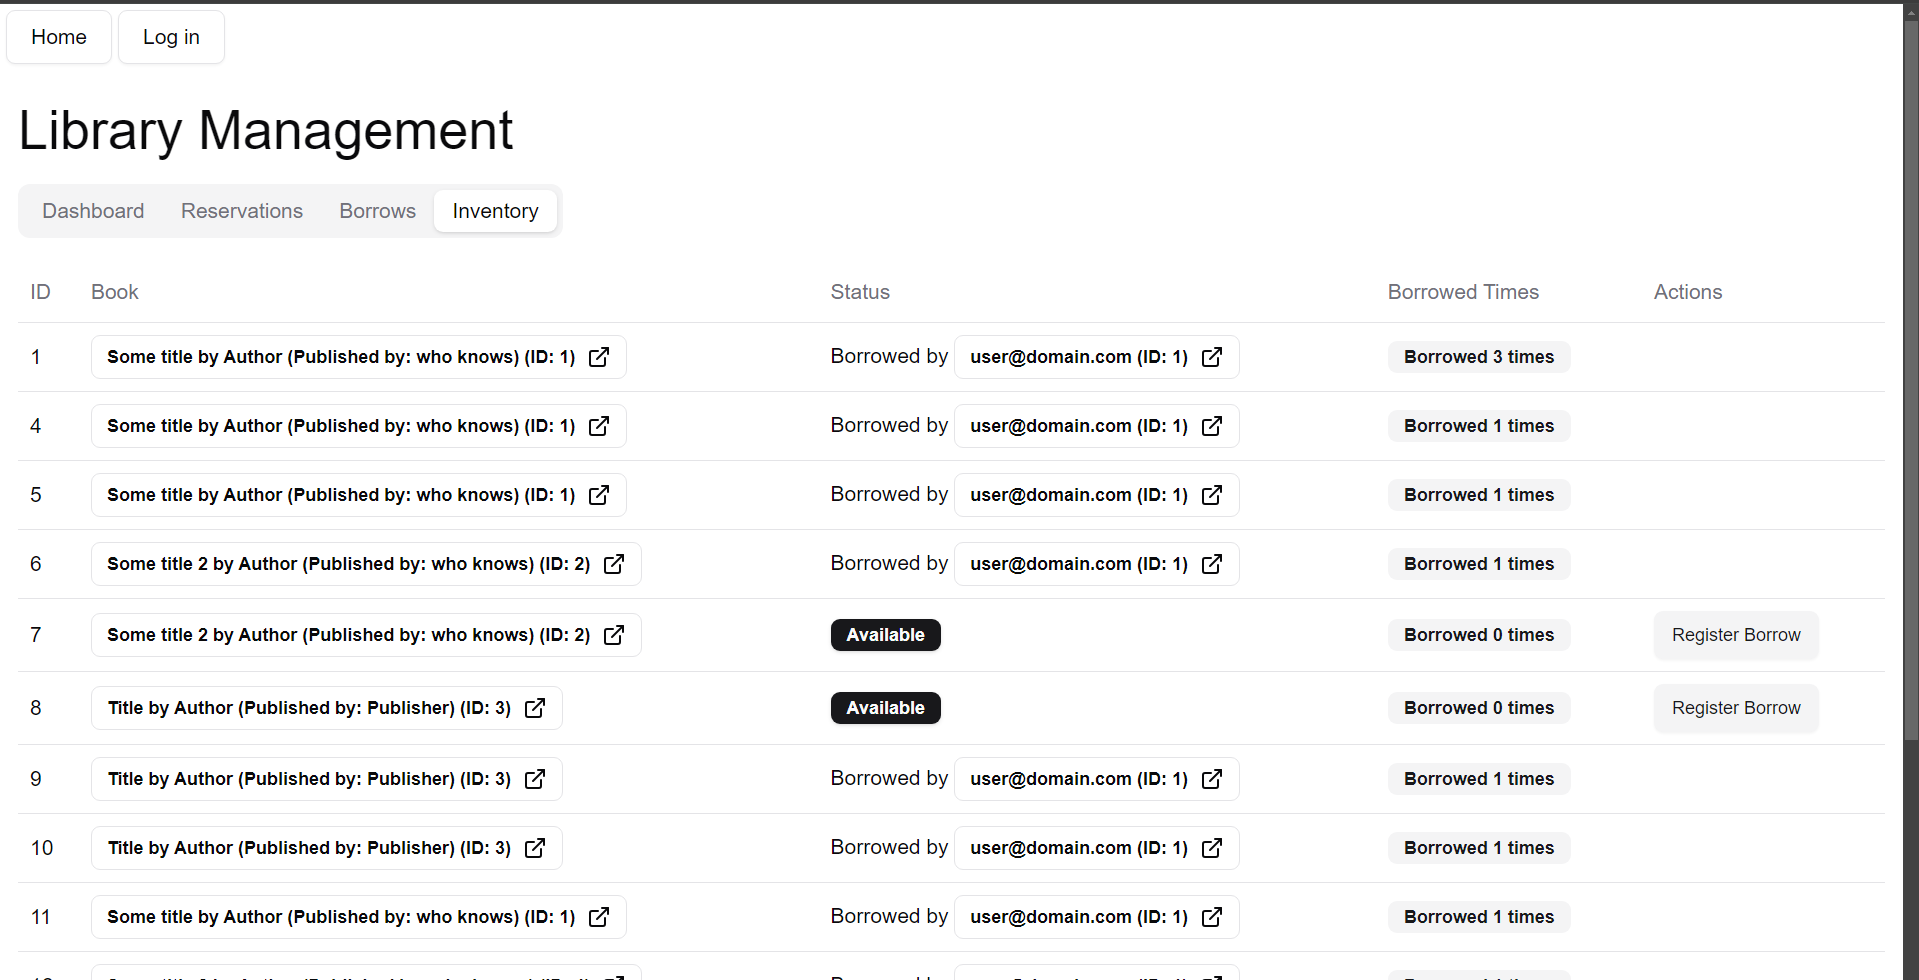 Home Log in
Library Management
Dashboard Reservations Borrows Inventory
ID Book Status Borrowed Times Actions
1 Some title by Author (Published by: who knows) (ID: 1) Borrowed by user@domain.com (ID: 1) Borrowed 3 times
4 Some title by Author (Published by: who knows) (ID: 1) Borrowed by user@domain.com (ID: 1) Borrowed 1 times
5 Some title by Author (Published by: who knows) (ID: 1) Borrowed by user@domain.com (ID: 1) Borrowed 1 times
6 Some title 2 by Author (Published by: who knows) (ID: 2) Borrowed by user@domain.com (ID: 1) Borrowed 1 times
7 Some title 2 by Author (Published by: who knows) (ID: 2) Available Borrowed 0 times Register Borrow
8 Title by Author (Published by: Publisher) (ID: 3) Available Borrowed 0 times Register Borrow
9 Title by Author (Published by: Publisher) (ID: 3) Borrowed by user@domain.com (ID: 1) Borrowed 1 times
10 Title by Author (Published by: Publisher) (ID: 3) Borrowed by user@domain.com (ID: 1) Borrowed 1 times
11 Some title by Author (Published by: who knows) (ID: 1) Borrowed by user@domain.com (ID: 1) Borrowed 1 times